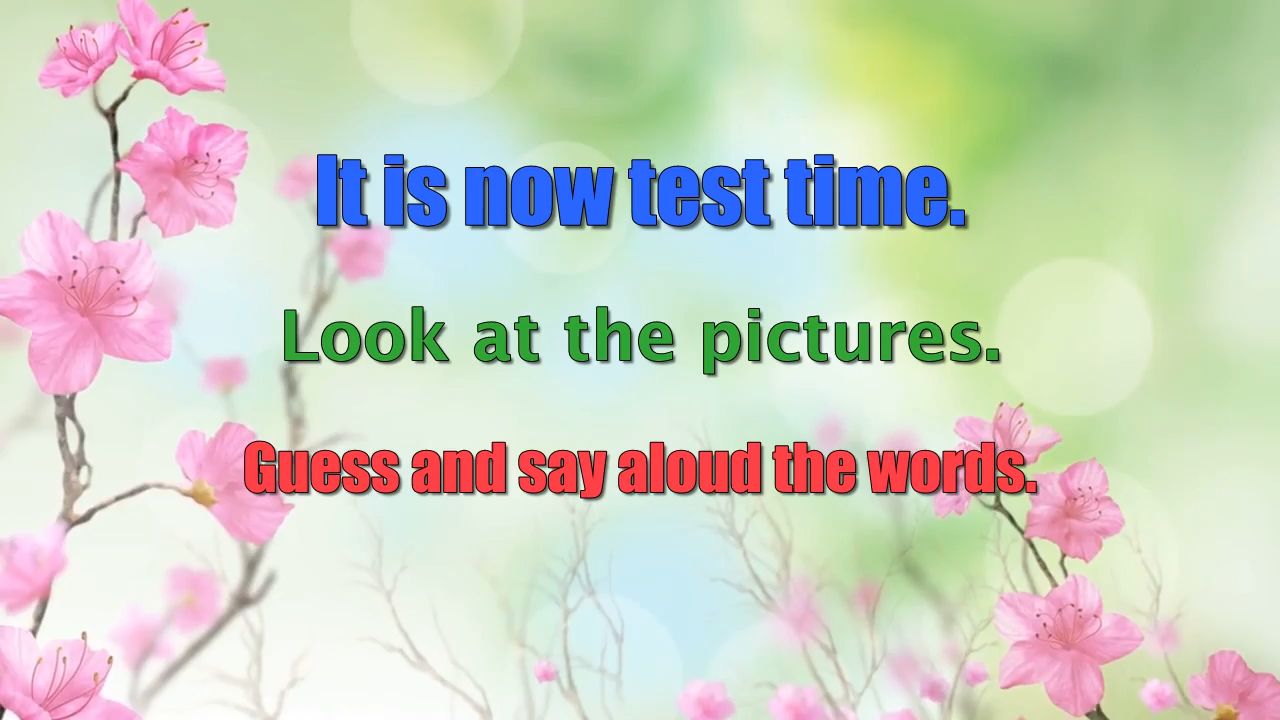 It is now test time.
Look at the pictures.
Guess and say aloud the words.